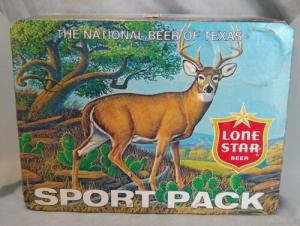 THE NATIONAL BEER OF TEXAS
LONE
STAR
BEER
SPORT PACK